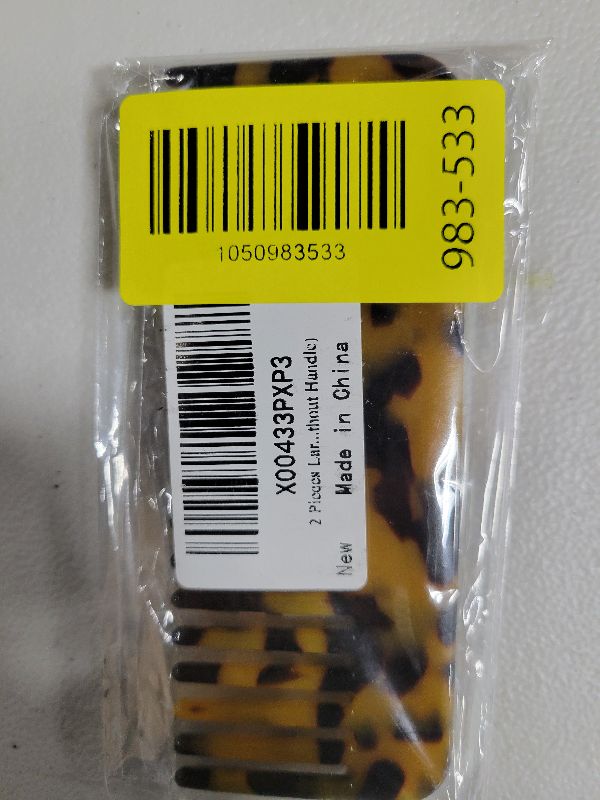 1050983533
983-533
X00433PXP3
2 Pieces Lar...thout Handle)
New Made in China